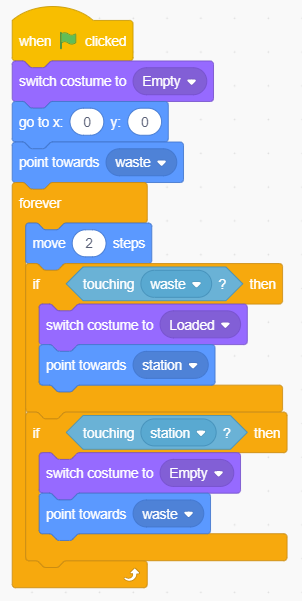 when clicked
switch costume to Empty
go to x: 0 y: 0
point towards waste
forever
move 2 steps
if touching waste ? then
switch costume to Loaded
point towards station
if touching station ? then
switch costume to Empty
point towards waste